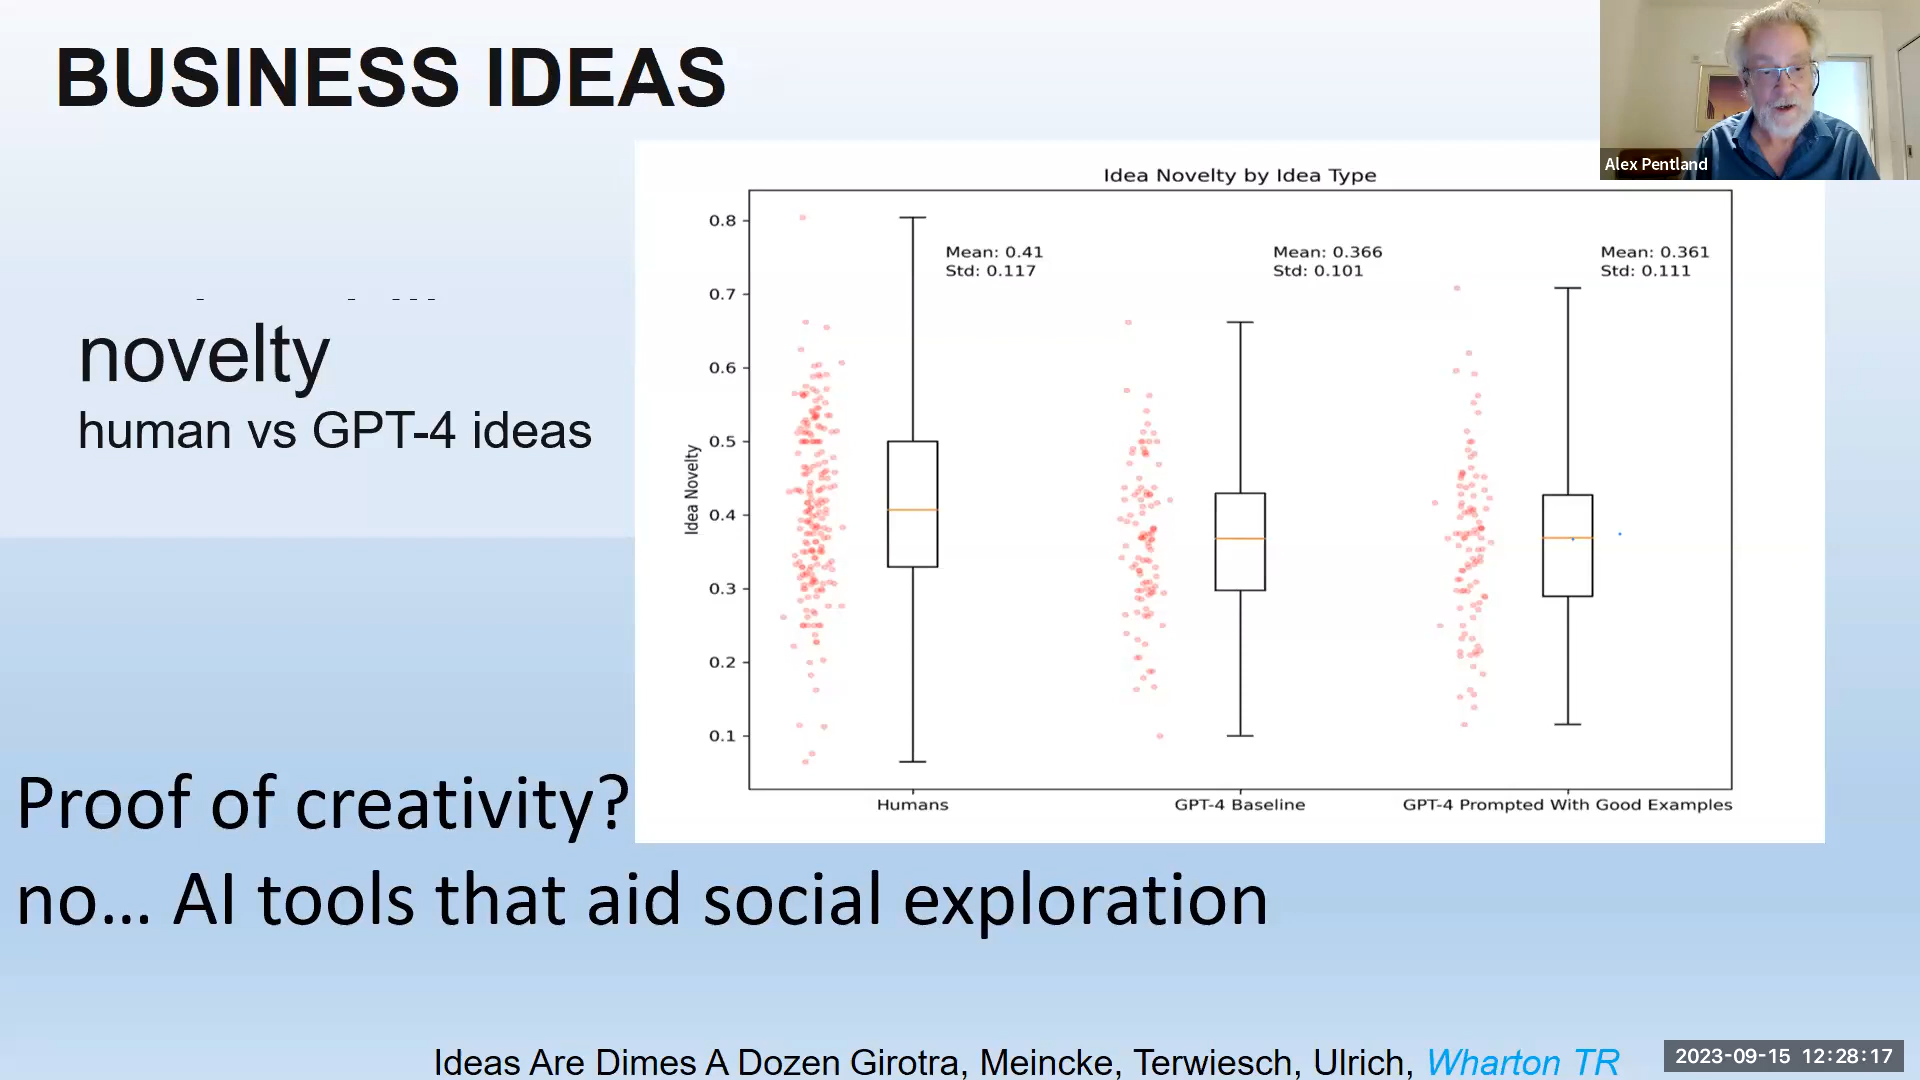 BUSINESS IDEAS
Alex Pentland
novelty
human vs GPT-4 ideas
Idea Novelty by Idea Type
Idea Novelty
0.8
0.7
0.6
0.5
0.4
0.3
0.2
0.1
Mean: 0.41
Std: 0.117
Mean: 0.366
Std: 0.101
Mean: 0.361
Std: 0.111
Humans
GPT-4 Baseline
GPT-4 Prompted With Good Examples
Proof of creativity?
no... AI tools that aid social exploration
Ideas Are Dimes A Dozen Girotra, Meincke, Terwiesch, Ulrich, Wharton TR
2023-09-15 12:28:17